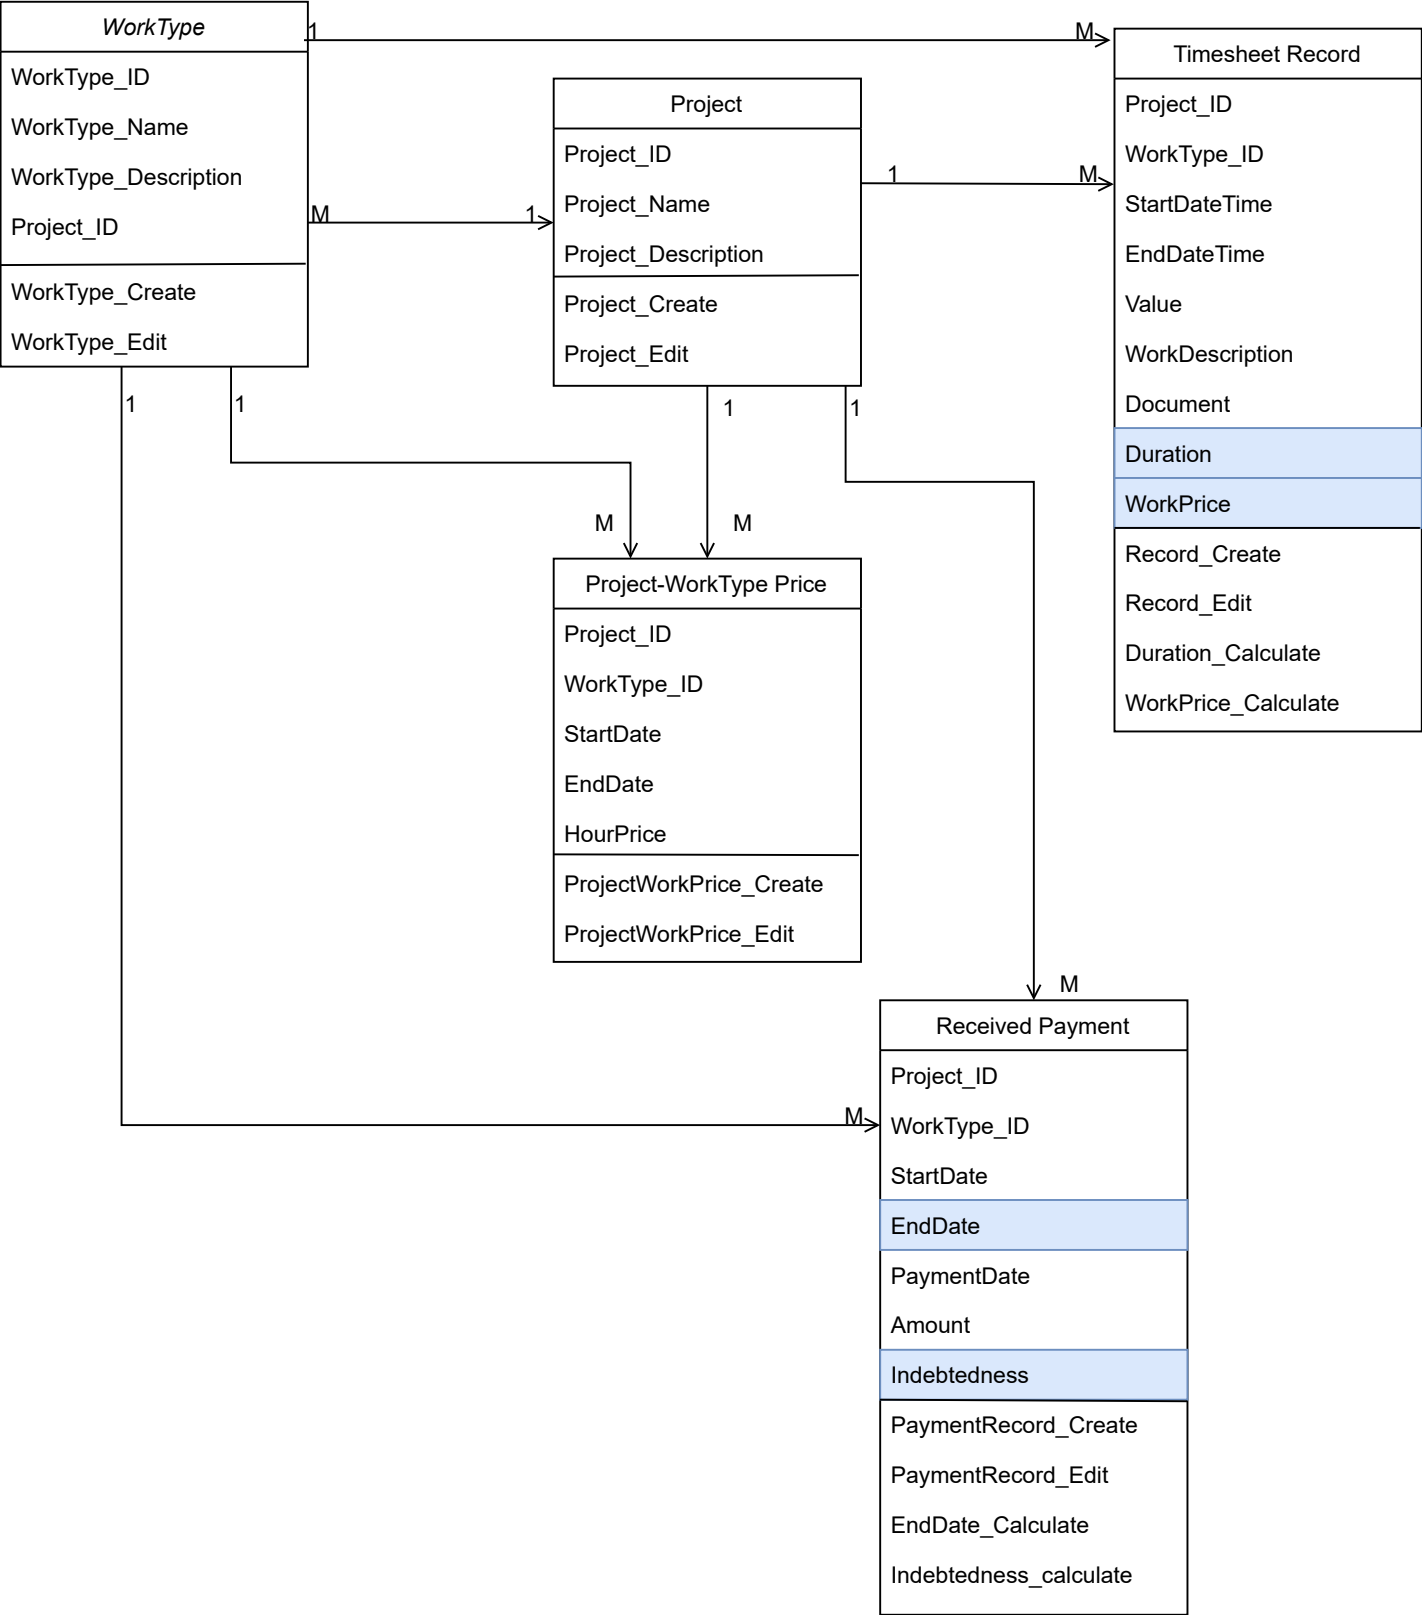 WorkType
WorkType_ID
WorkType_Name
WorkType_Description
Project_ID
WorkType_Create
WorkType_Edit
1
M
M
1
1
M
1
1
1
1
M
M
M
M
Project
Project_ID
Project_Name
Project_Description
Project_Create
Project_Edit
Timesheet Record
Project_ID
WorkType_ID
StartDateTime
EndDateTime
Value
WorkDescription
Document
Duration
WorkPrice
Record_Create
Record_Edit
Duration_Calculate
WorkPrice_Calculate
Project-WorkType Price
Project_ID
WorkType_ID
StartDate
EndDate
HourPrice
ProjectWorkPrice_Create
ProjectWorkPrice_Edit
Received Payment
Project_ID
WorkType_ID
StartDate
EndDate
PaymentDate
Amount
Indebtedness
PaymentRecord_Create
PaymentRecord_Edit
EndDate_Calculate
Indebtedness_calculate